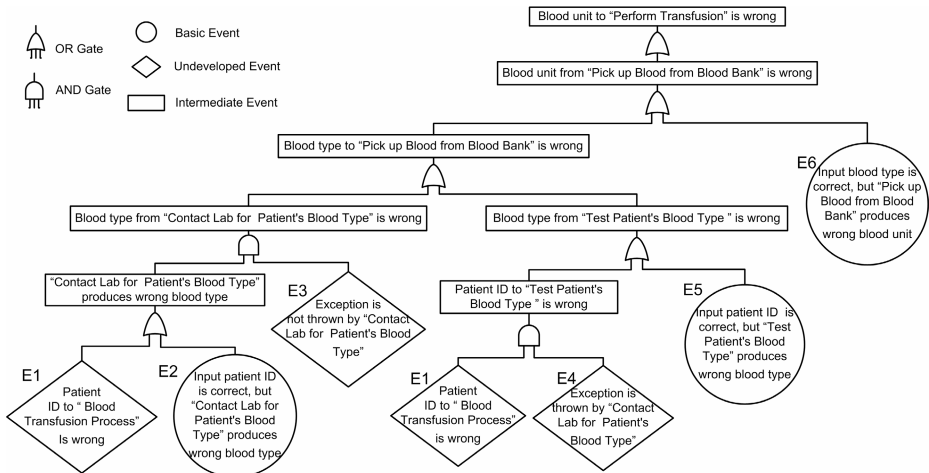 Blood unit to “Perform Transfusion” is wrong
OR Gate
Basic Event
Undeveloped Event
AND Gate
Intermediate Event
Blood unit from “Pick up Blood from Blood Bank” is wrong
Blood type to “Pick up Blood from Blood Bank” is wrong
E6
Input blood type is
correct, but “Pick up
Blood from Blood
Bank” produces
wrong blood unit
Blood type from “Contact Lab for Patient's Blood Type” is wrong
Blood type from “Test Patient's Blood Type ” is wrong
“Contact Lab for Patient's Blood Type”
produces wrong blood type
E3
Exception is
not thrown by “Contact
Lab for Patient's Blood
Type”
Patient ID to “Test Patient's
Blood Type ” is wrong
E5
Input patient ID is
correct, but “Test
Patient's Blood
Type” produces
wrong blood type
E1
Patient
ID to “ Blood
Transfusion Process”
Is wrong
E2
Input patient ID
is correct, but
“Contact Lab for
Patient's Blood
Type” produces
wrong blood type
E1
Patient
ID to “ Blood
Transfusion Process”
is wrong
E4
Exception is
thrown by “Contact
Lab for Patient's
Blood Type”